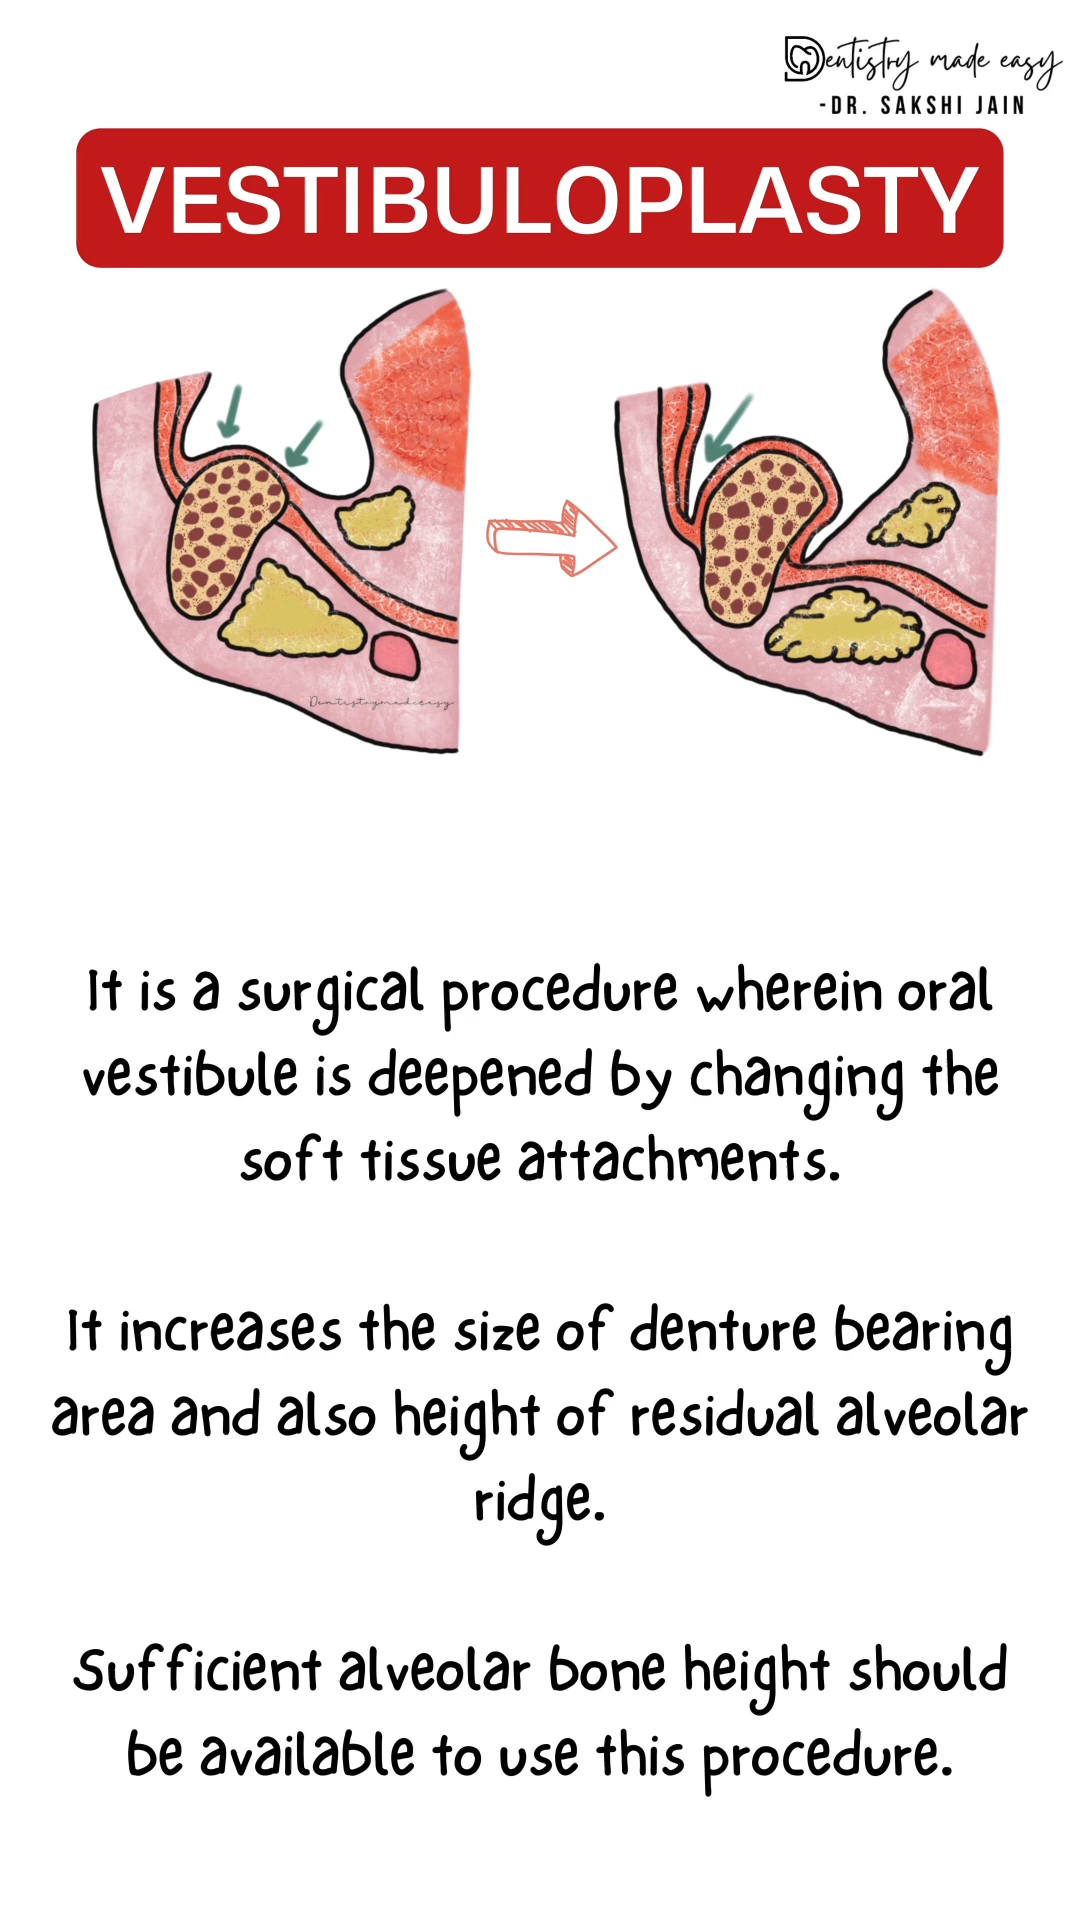 Dentistry made easy
-DR. SAKSHI JAIN
VESTIBULOPLASTY
Dentistrymadeeasy
It is a surgical procedure wherein oral
vestibule is deepened by changing the
soft tissue attachments.
It increases the size of denture bearing
area and also height of residual alveolar
ridge.
Sufficient alveolar bone height should
be available to use this procedure.